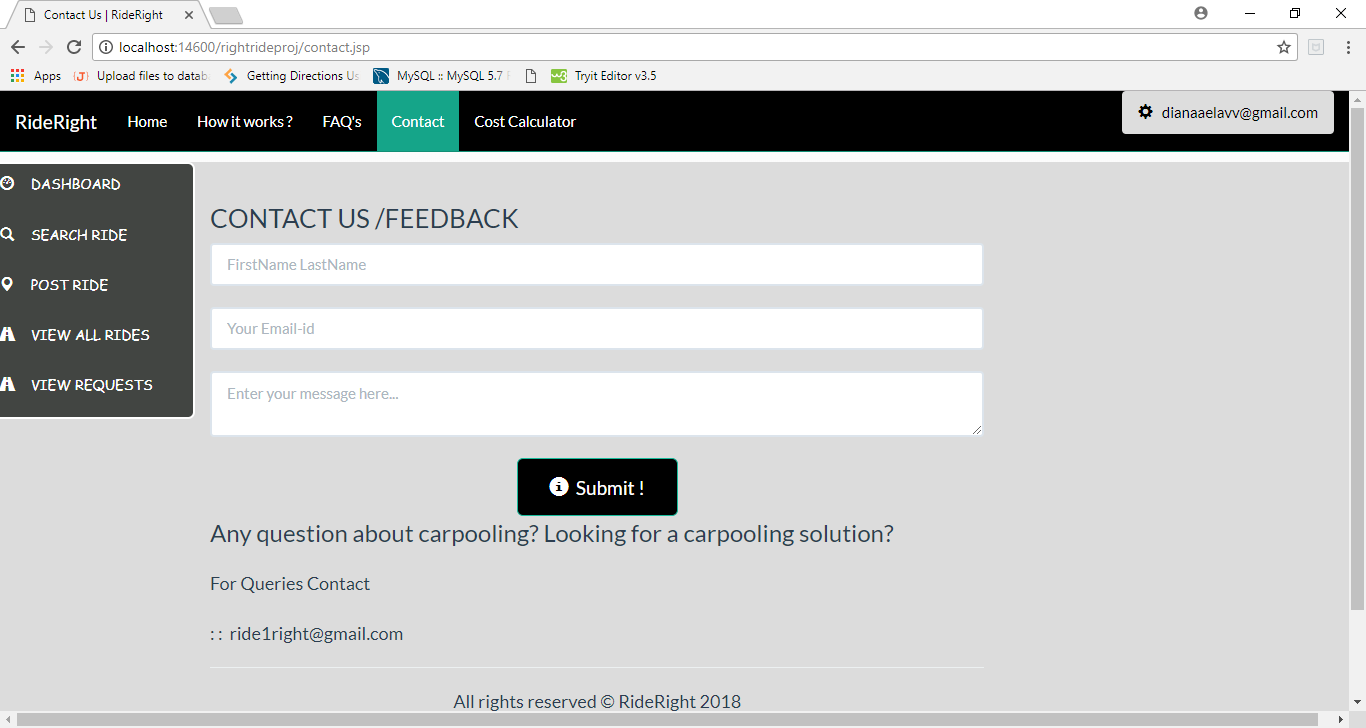 Contact Us | RideRight
localhost:14600/rightrideproj/contact.jsp
Apps Upload files to datab Getting Directions Us MySQL :: MySQL 5.7 Tryit Editor v3.5
RideRight Home How it works ? FAQ's Contact Cost Calculator dianaaelavv@gmail.com
DASHBOARD
SEARCH RIDE
POST RIDE
VIEW ALL RIDES
VIEW REQUESTS
CONTACT US /FEEDBACK
FirstName LastName
Your Email-id
Enter your message here...
Submit !
Any question about carpooling? Looking for a carpooling solution?
For Queries Contact
: : ride1right@gmail.com
All rights reserved © RideRight 2018